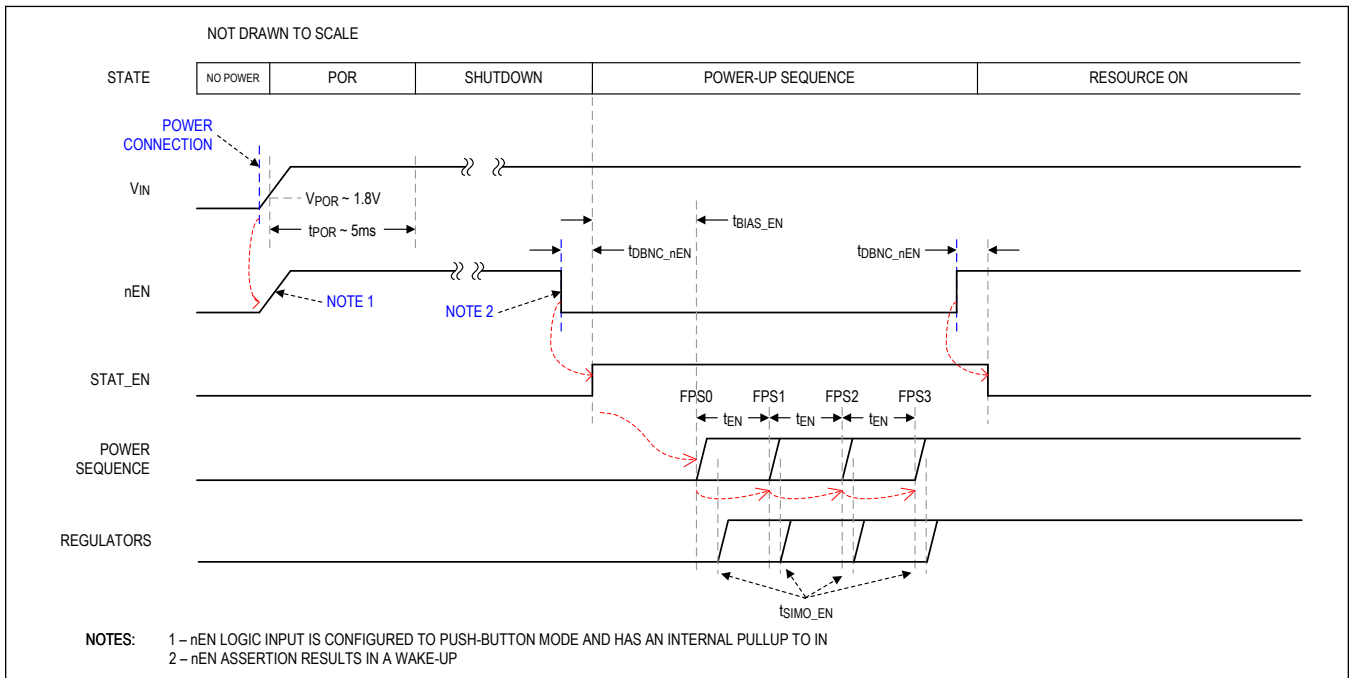 NOT DRAWN TO SCALE
STATE
NO POWER
POR
SHUTDOWN
POWER-UP SEQUENCE
RESOURCE ON
POWER
CONNECTION
VIN
VPOR ~ 1.8V
tPOR ~ 5ms
tBIAS_EN
tDBNC_nEN
tDBNC_nEN
nEN
NOTE 1
NOTE 2
STAT_EN
FPS0
FPS1
FPS2
FPS3
tEN
tEN
tEN
POWER
SEQUENCE
REGULATORS
tSIMO_EN
NOTES:
1 – nEN LOGIC INPUT IS CONFIGURED TO PUSH-BUTTON MODE AND HAS AN INTERNAL PULLUP TO IN
2 – nEN ASSERTION RESULTS IN A WAKE-UP